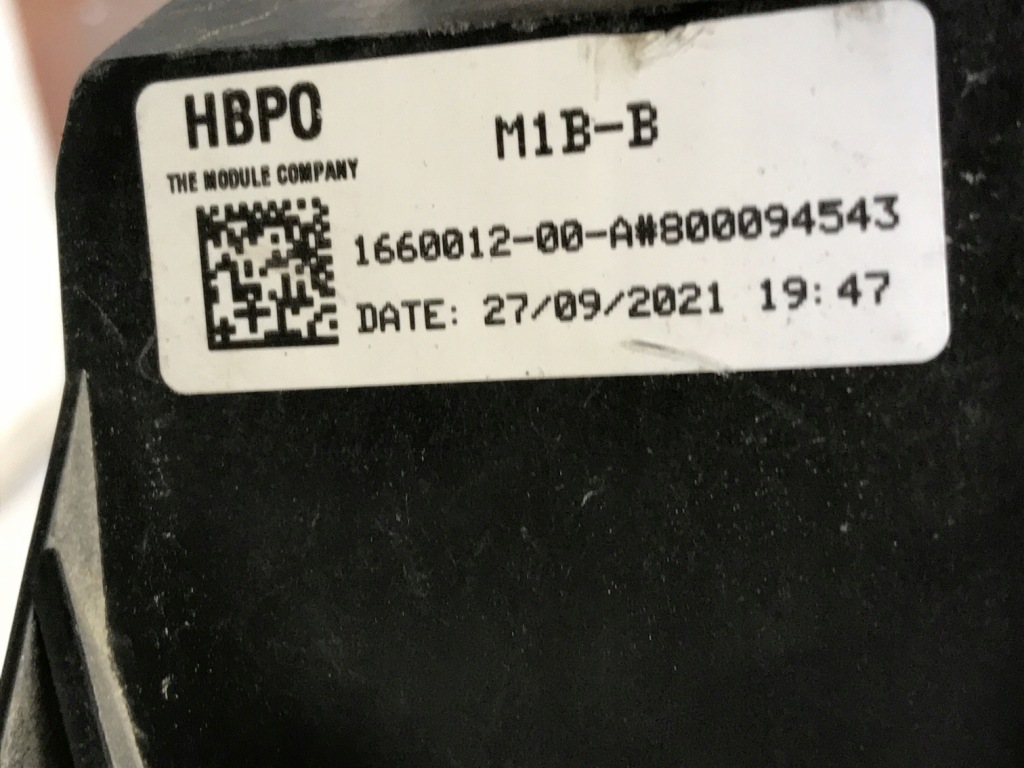 HBPO
THE MODULE COMPANY
M1B-B
1660012-00-A#800094543
DATE: 27/09/2021 19:47